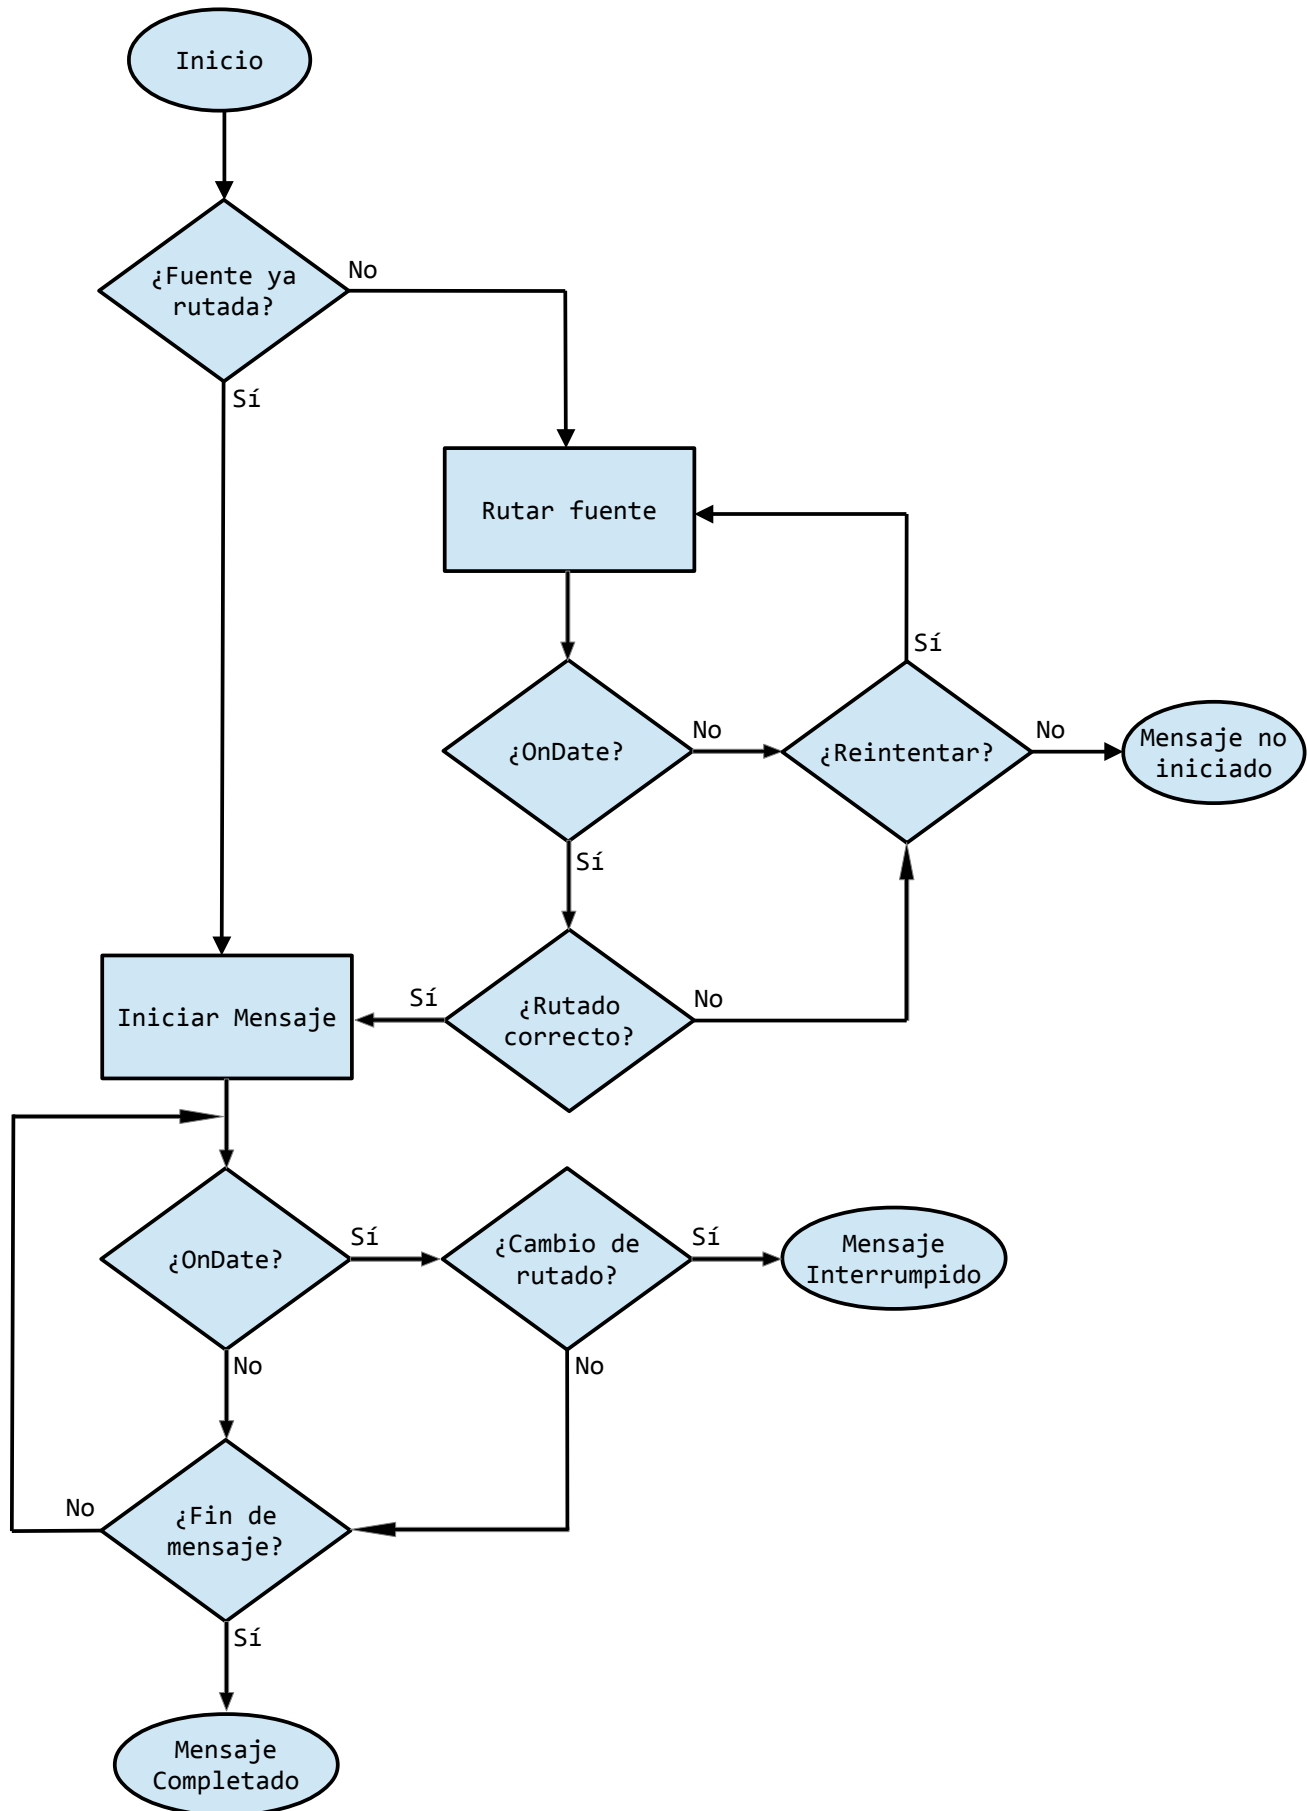 Inicio
¿Fuente ya
rutada?
No
Sí
Rutar fuente
Sí
¿OnDate?
No
¿Reintentar?
No
Mensaje no
iniciado
Sí
Iniciar Mensaje
Sí
¿Rutado
correcto?
No
¿OnDate?
Sí
¿Cambio de
rutado?
Sí
Mensaje
Interrumpido
No
No
No
¿Fin de
mensaje?
Sí
Mensaje
Completado